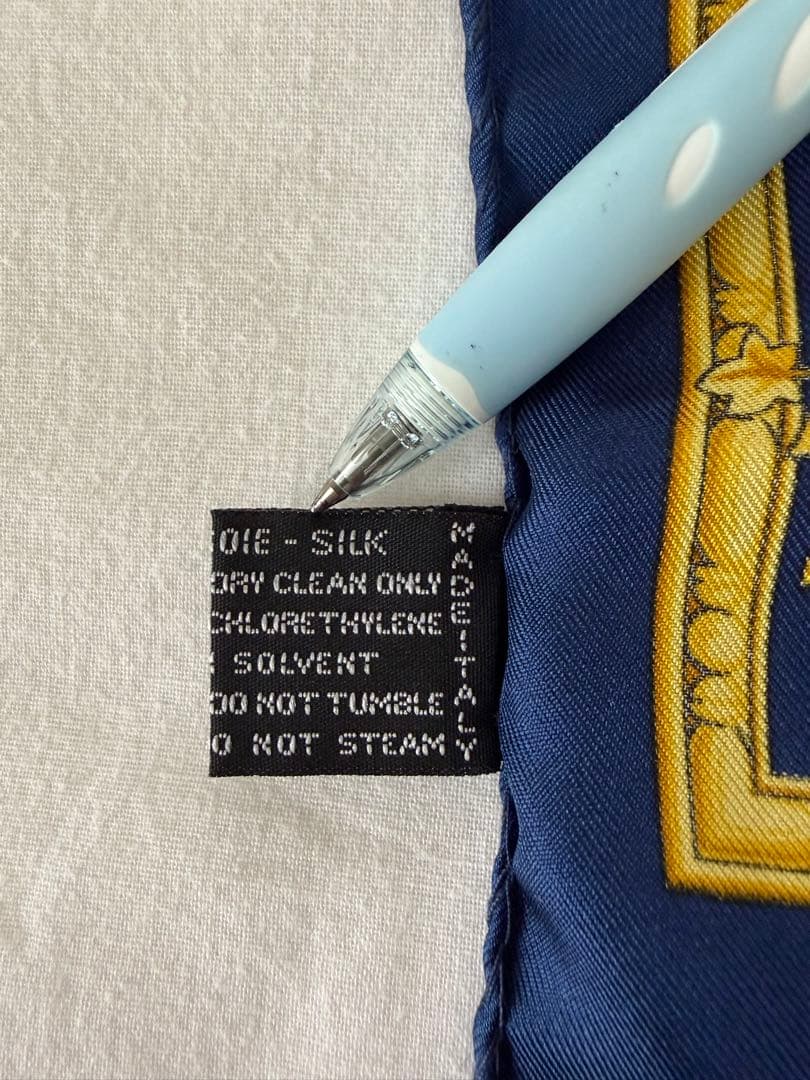 OIE - SILK
DRY CLEAN ONLY
CHLORETHYLENE
SOLVENT
DO NOT TUMBLE
O NOT STEAM
MADE ITALY